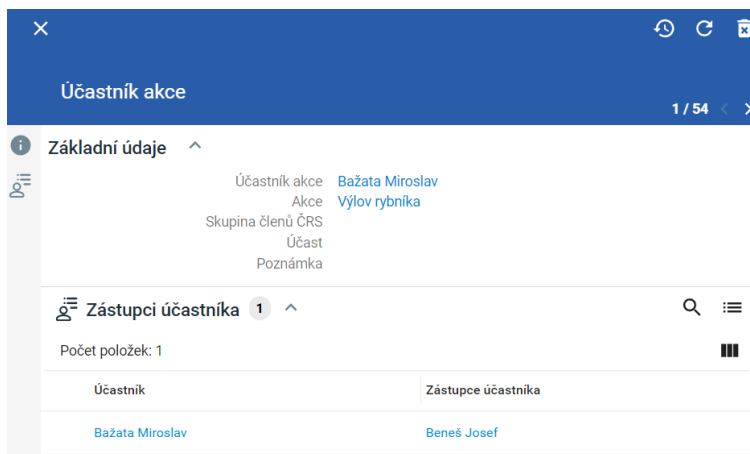 Účastník akce
1 / 54
Základní údaje
Účastník akce Bažata Miroslav
Akce Výlov rybníka
Skupina členů ČRS
Účast
Poznámka
Zástupci účastníka 1
Počet položek: 1
Účastník Zástupce účastníka
Bažata Miroslav Beneš Josef